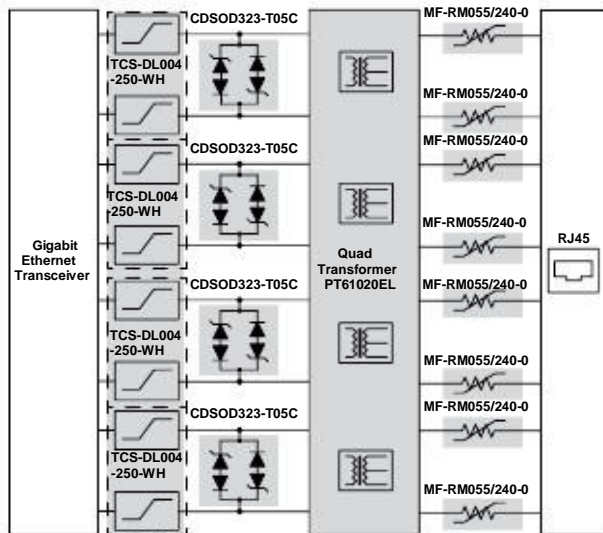 CDSOD323-T05C
MF-RM055/240-0
TCS-DL004
-250-WH
MF-RM055/240-0
CDSOD323-T05C
MF-RM055/240-0
TCS-DL004
250-WH
MF-RM055/240-0
Gigabit
Ethernet
Transceiver
Quad
Transformer
PT61020EL
RJ45
CDSOD323-T05C
MF-RM055/240-0
TCS-DL004
-250-WH
MF-RM055/240-0
CDSOD323-T05C
MF-RM055/240-0
TCS-DL004
-250-WH
MF-RM055/240-0